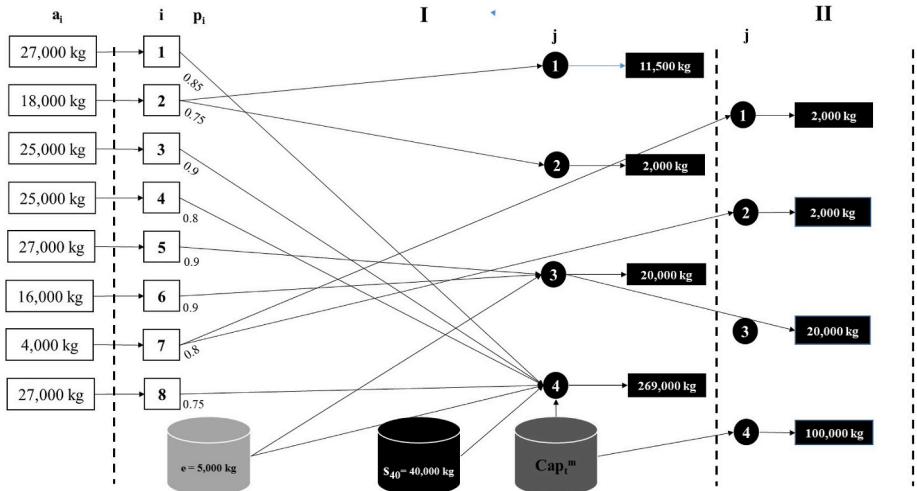 a_i i p_i I II
j j
27,000 kg 1 0.85 1 11,500 kg
18,000 kg 2 0.75 1 2,000 kg
25,000 kg 3 0.9 2 2,000 kg
25,000 kg 4 0.8 2 2,000 kg
27,000 kg 5 0.9 3 20,000 kg
16,000 kg 6 0.9 j 3 20,000 kg
4,000 kg 7 0.8
27,000 kg 8 0.75 4 269,000 kg
4 100,000 kg
e = 5,000 kg S_40 = 40,000 kg Cap_t^m